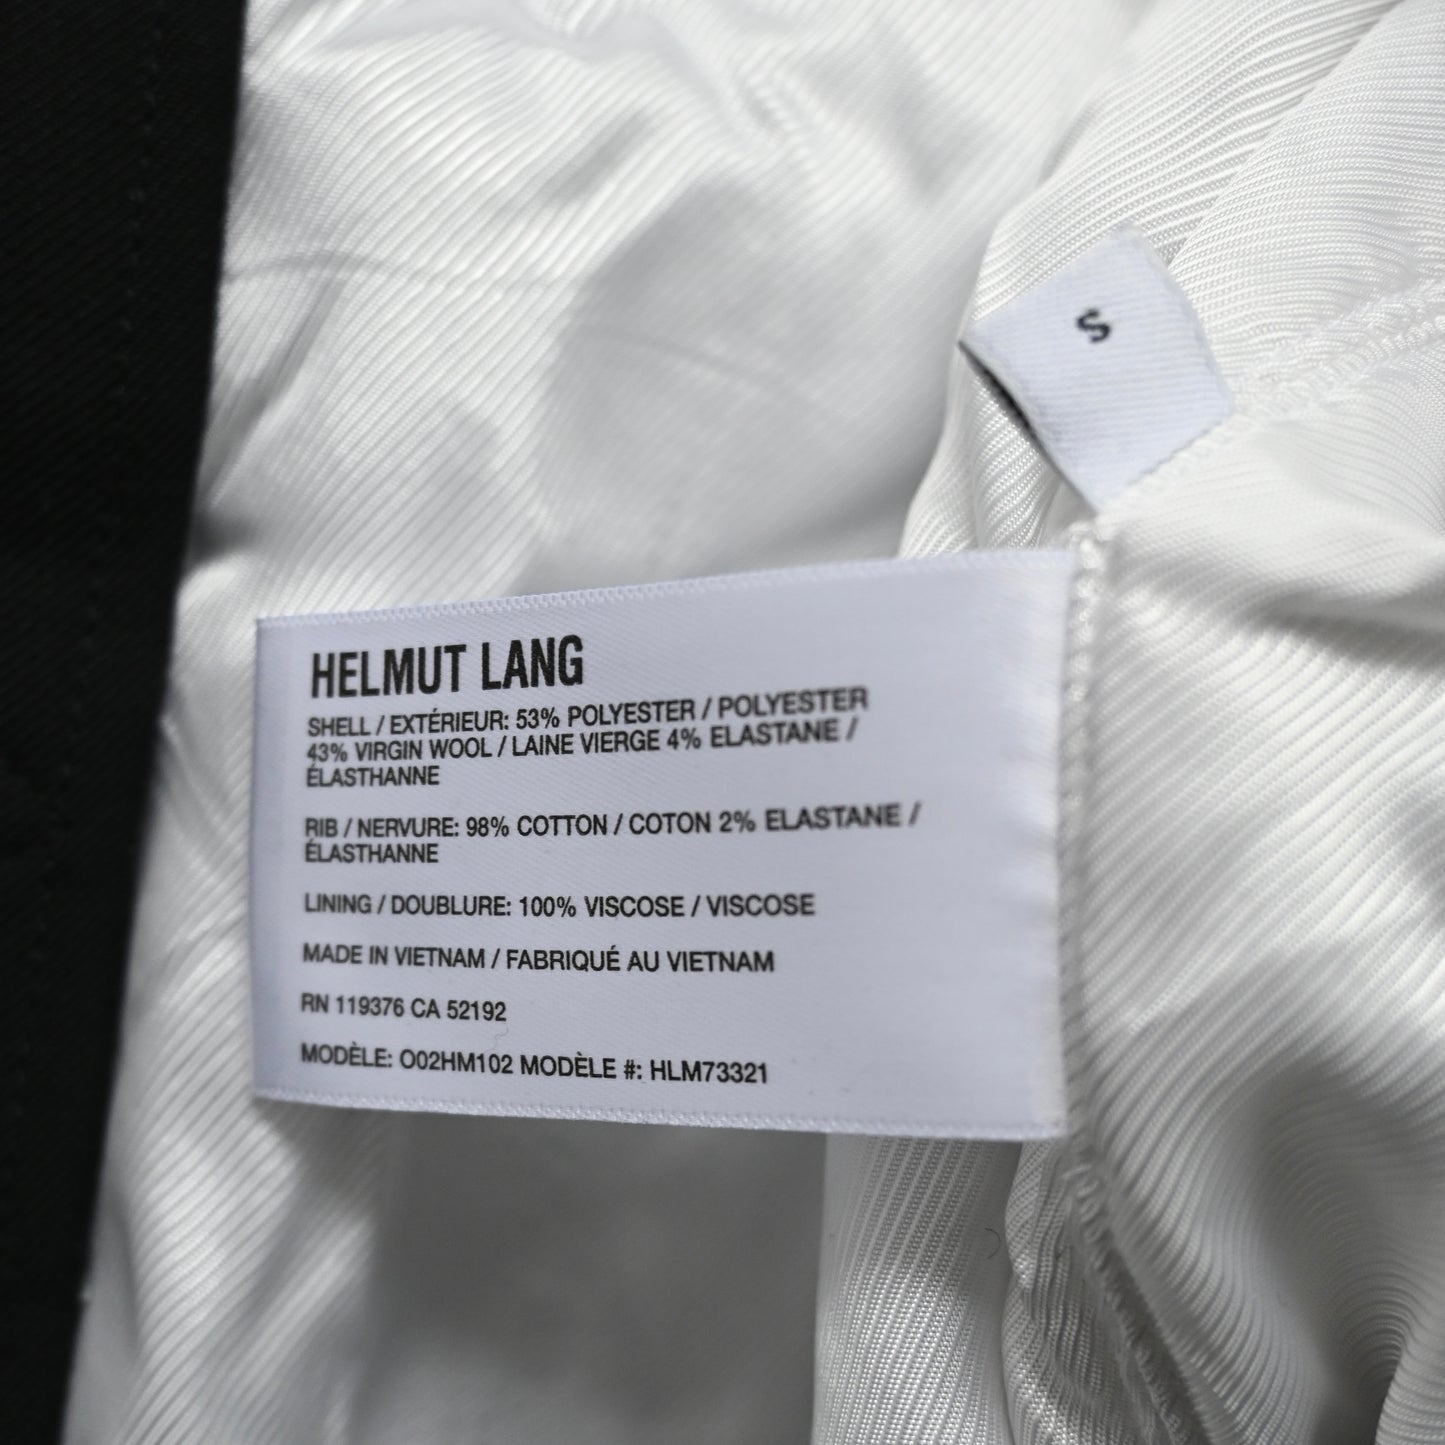 S
HELMUT LANG
SHELL / EXTÉRIEUR: 53% POLYESTER / POLYESTER
43% VIRGIN WOOL / LAINE VIERGE 4% ELASTANE /
ÉLASTHANNE
RIB / NERVURE: 98% COTTON / COTON 2% ELASTANE /
ÉLASTHANNE
LINING / DOUBLURE: 100% VISCOSE / VISCOSE
MADE IN VIETNAM / FABRIQUÉ AU VIETNAM
RN 119376 CA 52192
MODÈLE: O02HM102 MODÈLE #: HLM73321